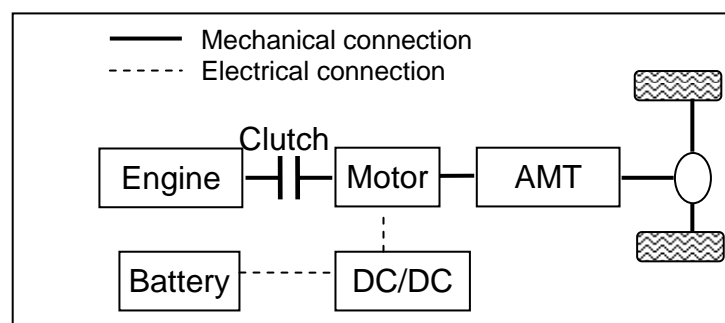 Mechanical connection
Electrical connection
Clutch
Engine
Motor
AMT
Battery
DC/DC